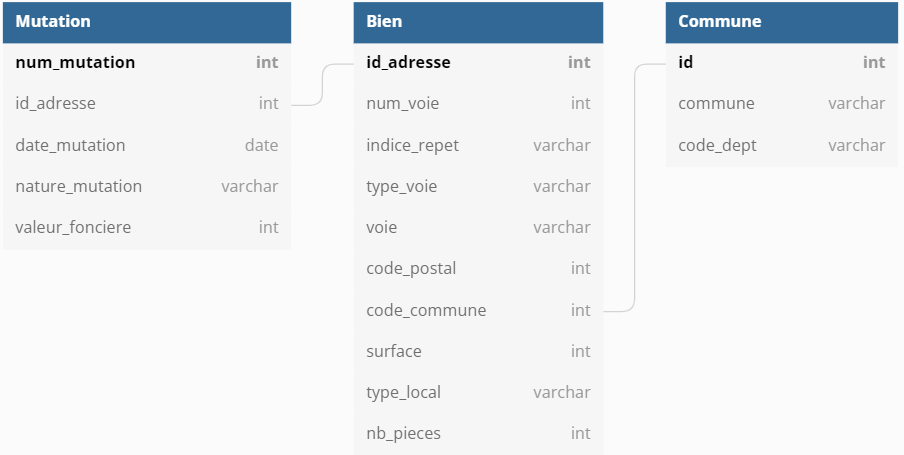 Mutation
num_mutation int
id_adresse int
date_mutation date
nature_mutation varchar
valeur_fonciere int
Bien
id_adresse int
num_voie int
indice_repet varchar
type_voie varchar
voie varchar
code_postal int
code_commune int
surface int
type_local varchar
nb_pieces int
Commune
id int
commune varchar
code_dept varchar